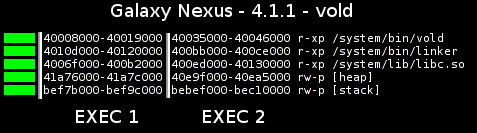 Galaxy Nexus - 4.1.1 - vold
40008000-40019000 40035000-40046000 r-xp /system/bin/vold
4010d000-40120000 400bb000-400ce000 r-xp /system/bin/linker
4006f000-400b2000 400ed000-40130000 r-xp /system/lib/libc.so
41a76000-41a7c000 40e9f000-40ea5000 rw-p [heap]
bef7b000-bef9c000 bebef000-bec10000 rw-p [stack]
EXEC 1 EXEC 2